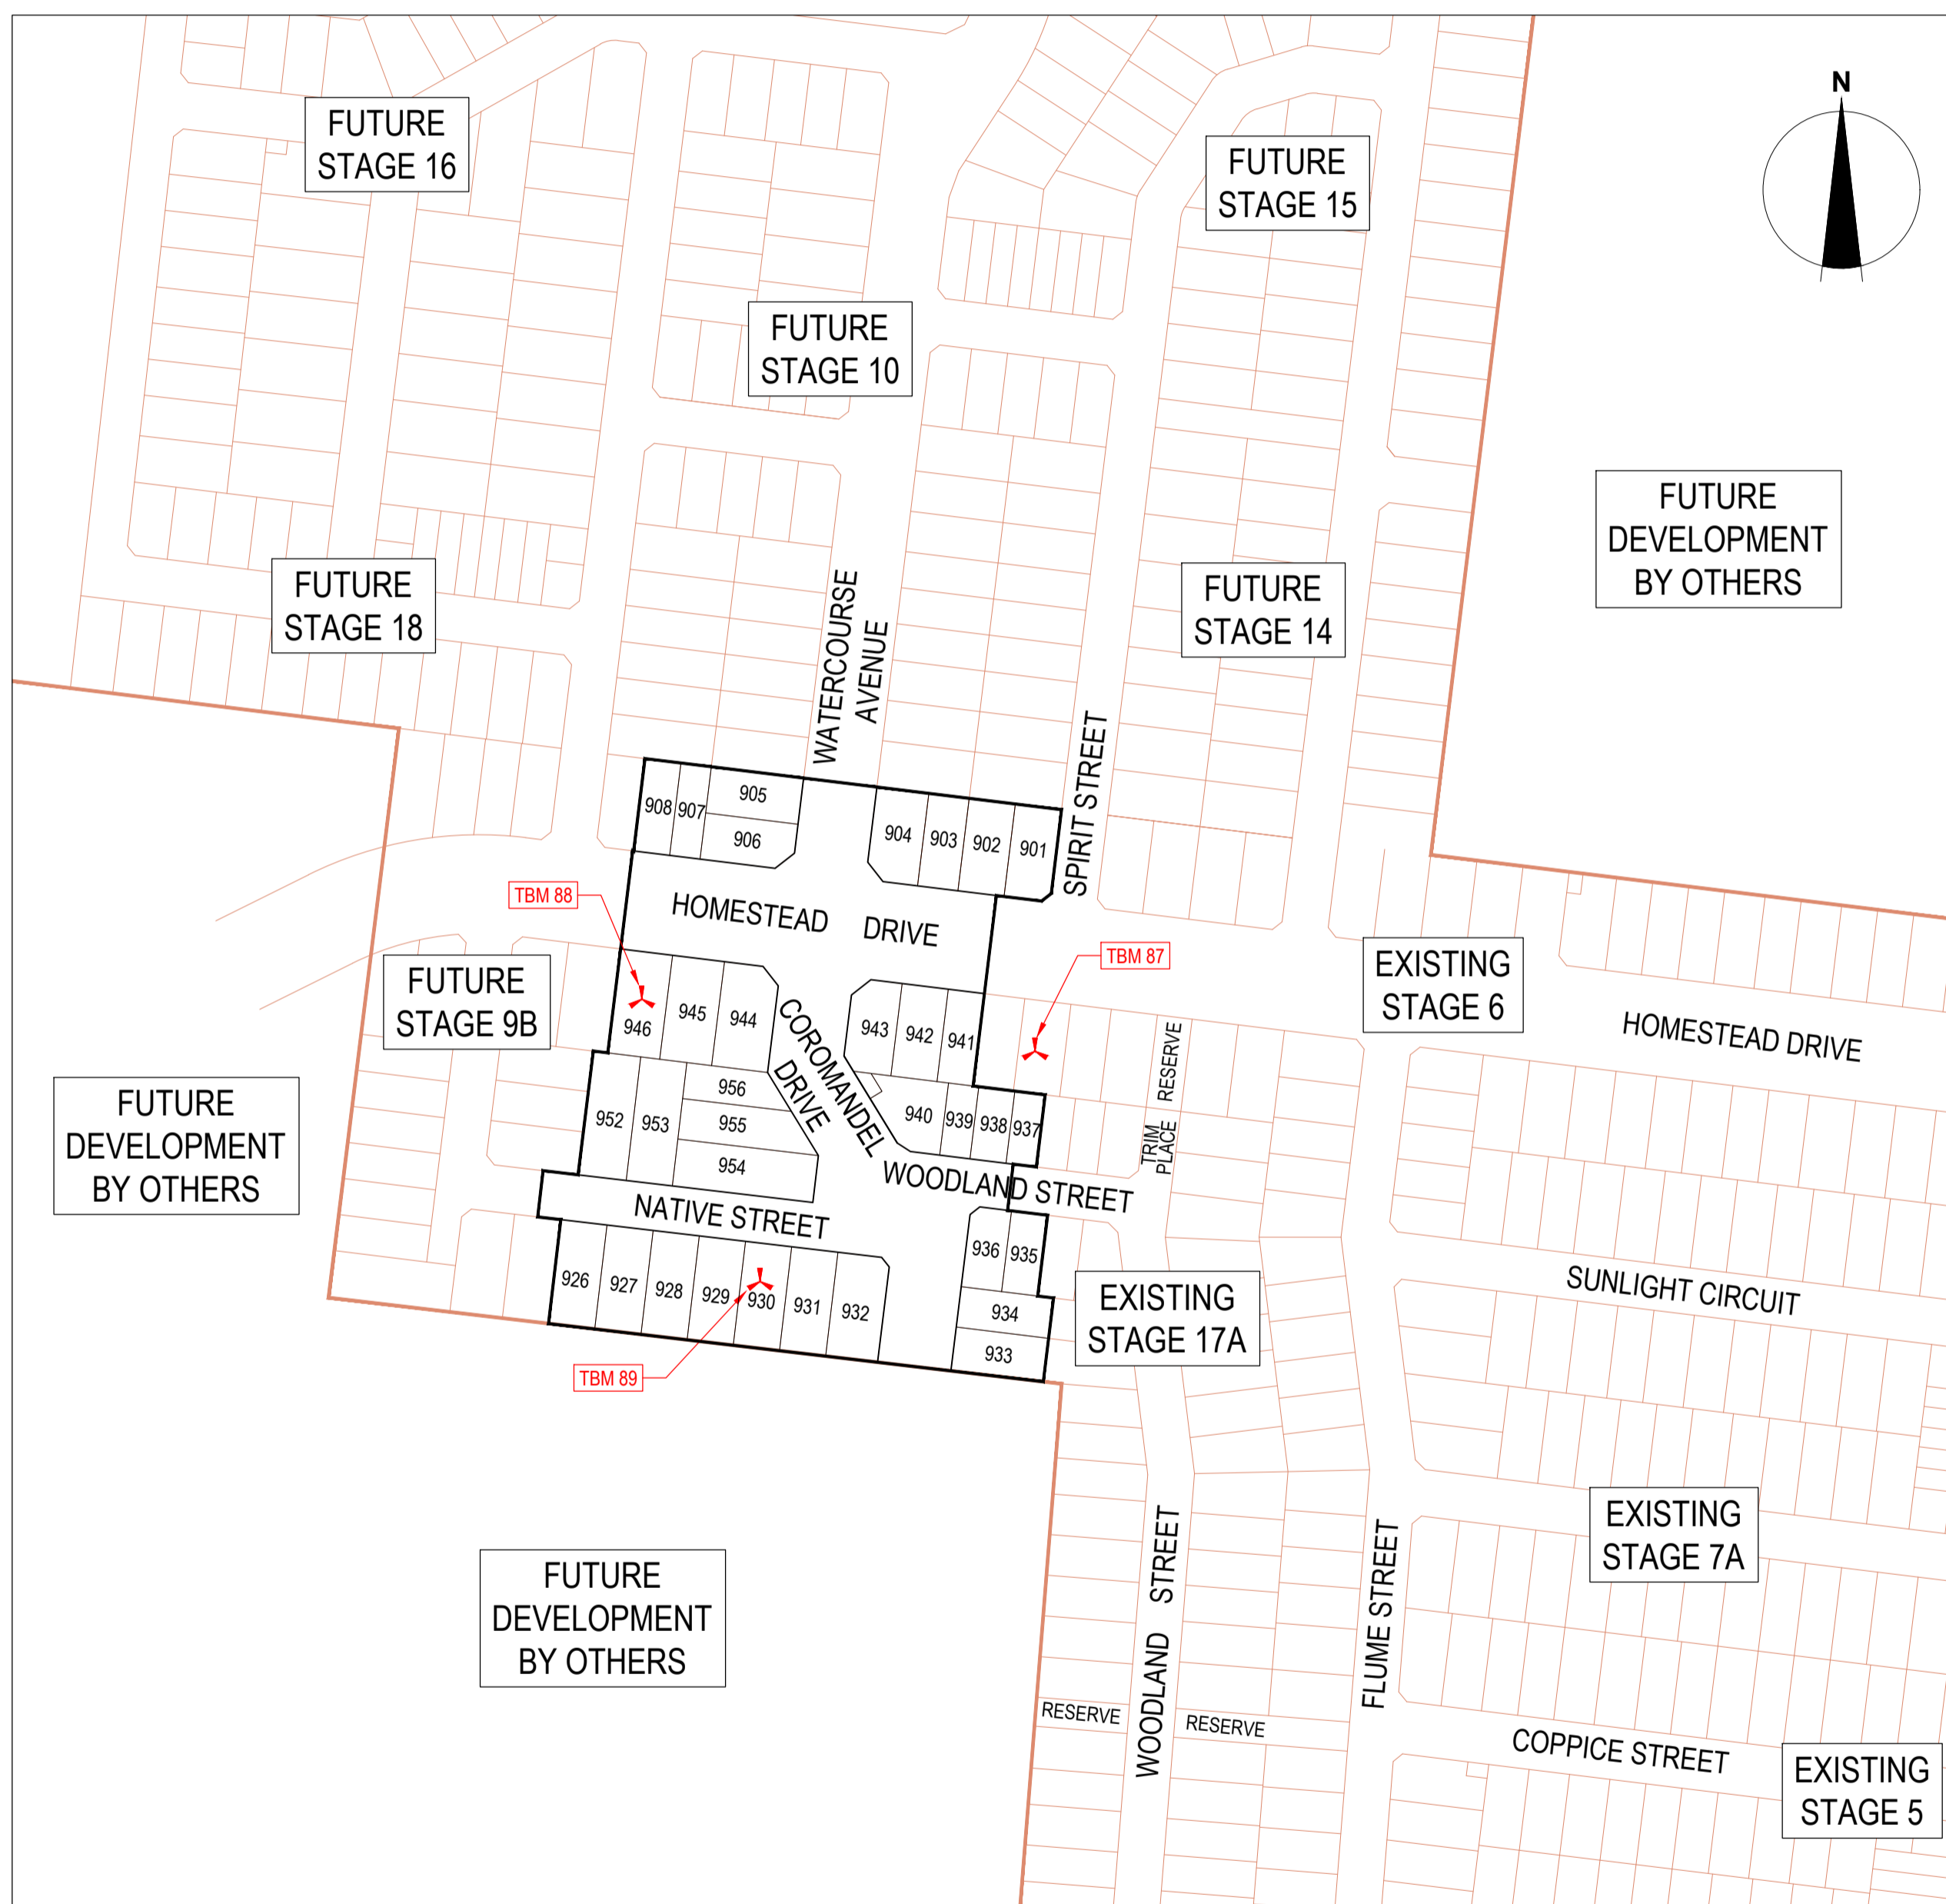 N
FUTURE
STAGE 16
FUTURE
STAGE 15
FUTURE
STAGE 10
FUTURE
DEVELOPMENT
BY OTHERS
FUTURE
STAGE 18
FUTURE
STAGE 14
WATERCOURSE
AVENUE
SPIRIT STREET
908
907
905
906
904
903
902
901
TBM 88
HOMESTEAD DRIVE
TBM 87
FUTURE
STAGE 9B
EXISTING
STAGE 6
HOMESTEAD DRIVE
946
945
944
COROMANDEL
DRIVE
943
942
941
TRIM
PLACE RESERVE
FUTURE
DEVELOPMENT
BY OTHERS
952
953
956
955
954
940
939
938
937
WOODLAND STREET
NATIVE STREET
926
927
928
929
930
931
932
936
935
934
933
EXISTING
STAGE 17A
SUNLIGHT CIRCUIT
TBM 89
FUTURE
DEVELOPMENT
BY OTHERS
WOODLAND STREET
FLUME STREET
EXISTING
STAGE 7A
RESERVE
RESERVE
COPPICE STREET
EXISTING
STAGE 5